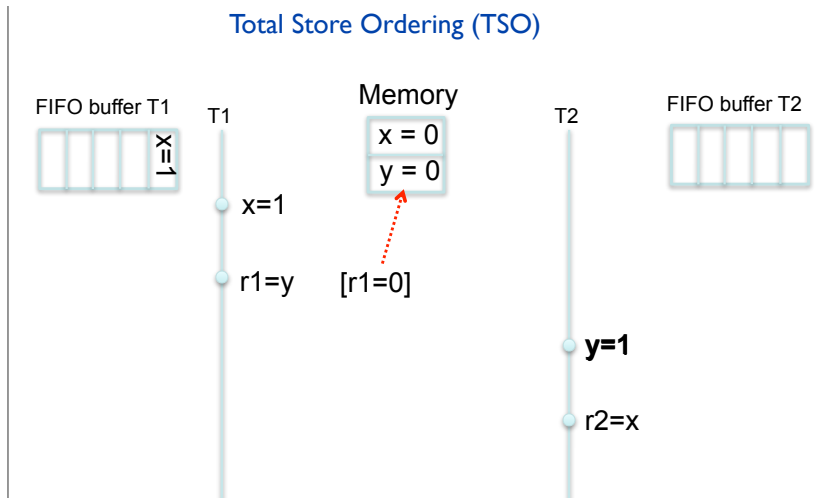 Total Store Ordering (TSO)
FIFO buffer T1
T1
Memory
T2
FIFO buffer T2
x=1
x = 0
y = 0
x=1
r1=y
[r1=0]
y=1
r2=x